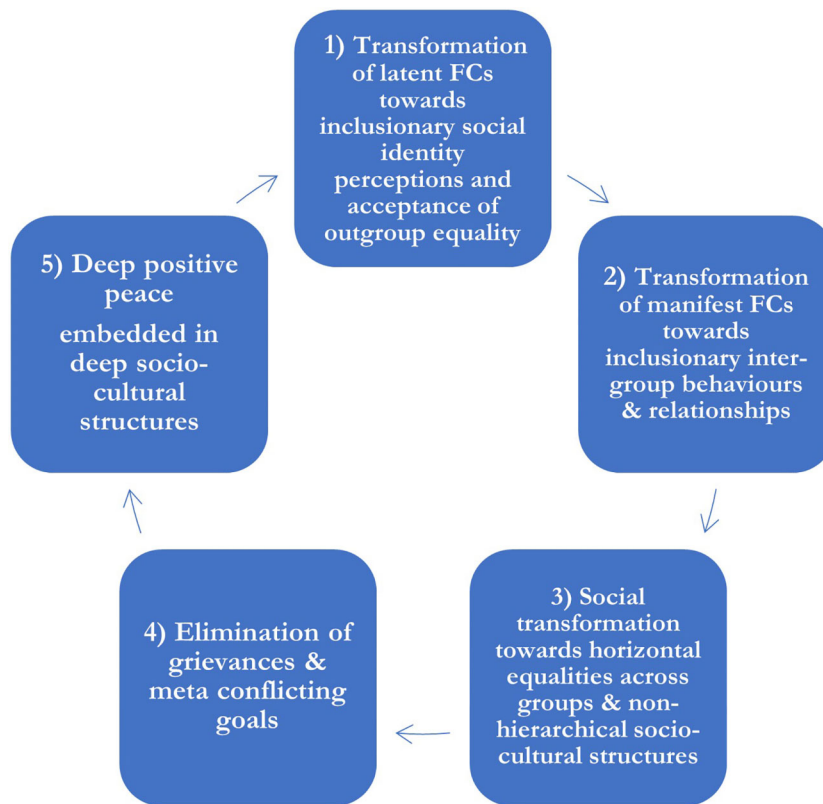 1) Transformation
of latent FCs
towards
inclusionary social
identity
perceptions and
acceptance of
outgroup equality
2) Transformation
of manifest FCs
towards
inclusionary inter-
group behaviours
& relationships
3) Social
transformation
towards horizontal
equalities across
groups & non-
hierarchical socio-
cultural structures
4) Elimination of
grievances &
meta conflicting
goals
5) Deep positive
peace
embedded in
deep socio-
cultural
structures